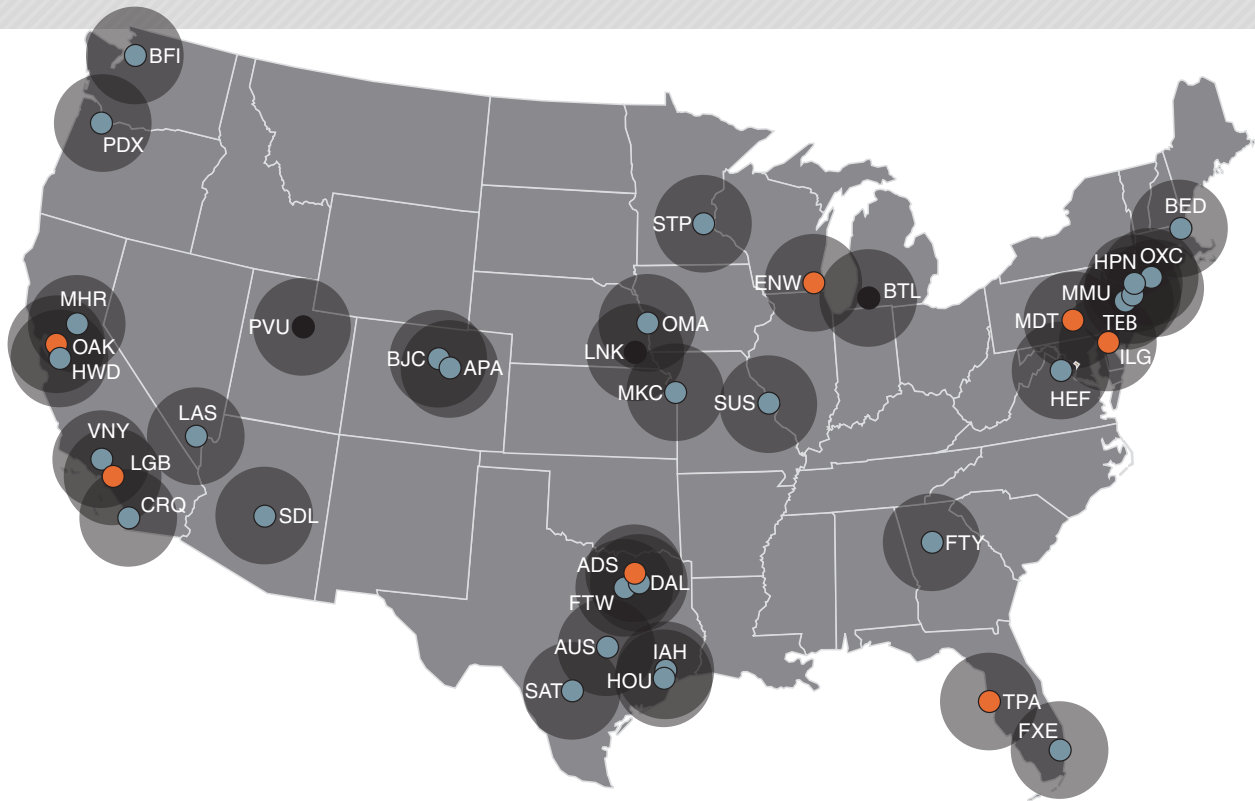 BFI
PDX
STP
BED
HPN
OXC
ENW
BTL
MMU
MHR
OMA
MDT
TEB
PVU
OAK
LNK
ILG
HWD
BJC
APA
MKC
SUS
HEF
LAS
VNY
LGB
CRQ
SDL
FTY
ADS
DAL
FTW
AUS
IAH
HOU
SAT
TPA
FXE